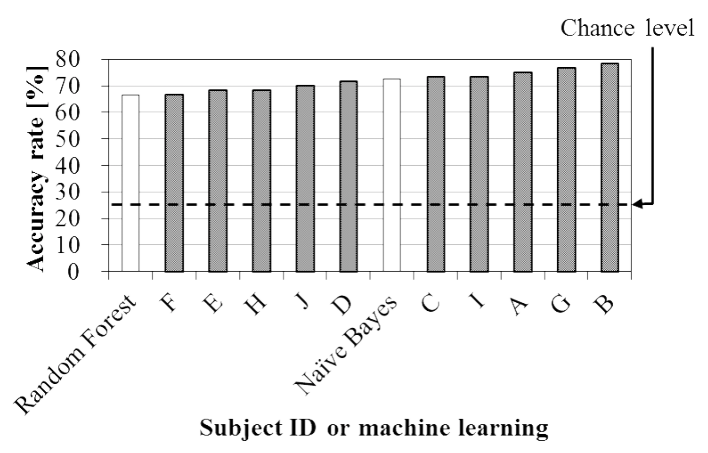 Chance level
Accuracy rate [%]
80
70
60
50
40
30
20
10
0
Random Forest
F
E
H
J
D
Naïve Bayes
C
I
A
G
B
Subject ID or machine learning